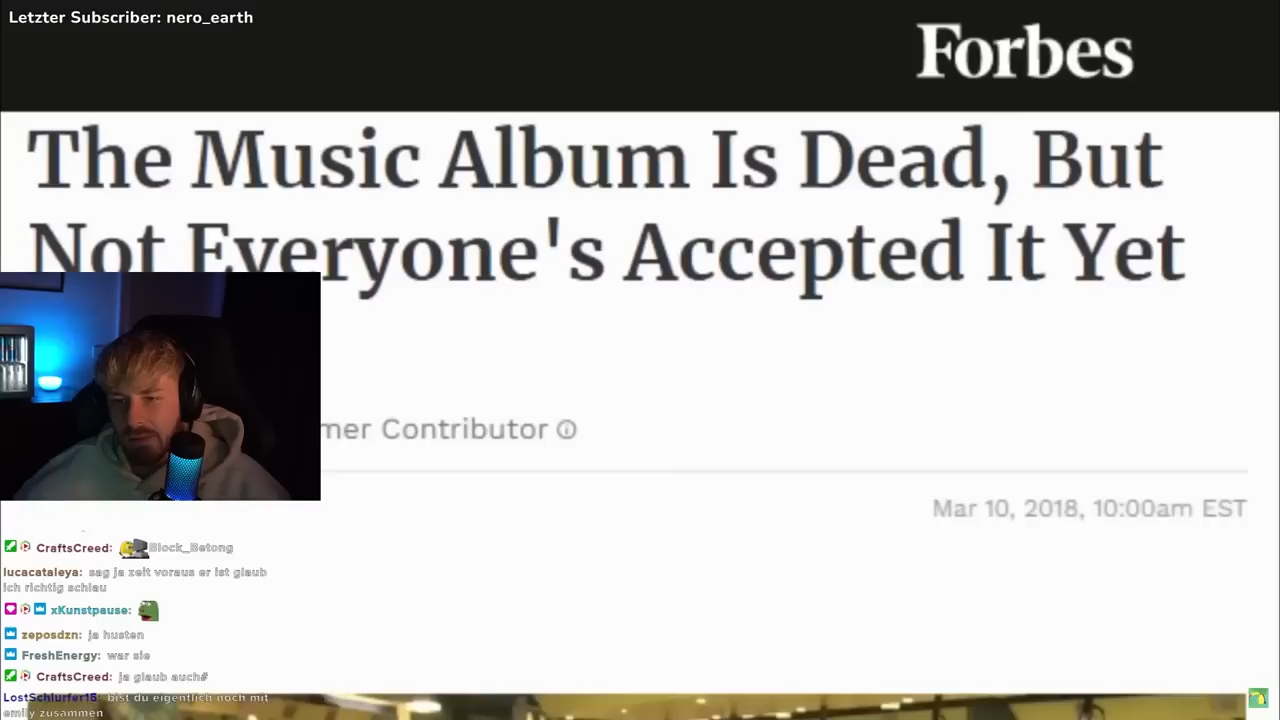 Letzter Subscriber: nero_earth
Forbes
The Music Album Is Dead, But
Not Everyone's Accepted It Yet
mer Contributor
Mar 10, 2018, 10:00am EST
CraftsCreed: Block_Betong
lucacataleya: sag ja zeit voraus er ist glaub
ich richtig schlau
xKunstpause:
zeposdzn: ja husten
FreshEnergy: war sie
CraftsCreed: ja glaub auch#
LostSchlurfer16: bist du eigentlich noch mit
emily zusammen